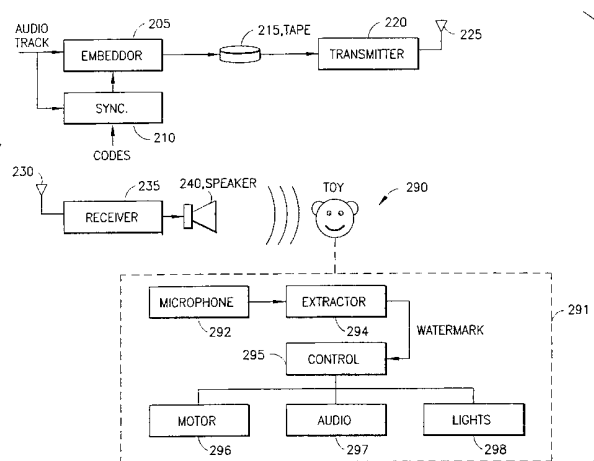 205
AUDIO
TRACK
EMBEDDOR
215,TAPE
220
TRANSMITTER
225
SYNC.
210
CODES
230
235
RECEIVER
240,SPEAKER
TOY
290
MICROPHONE
292
EXTRACTOR
294
WATERMARK
291
295
CONTROL
MOTOR
296
AUDIO
297
LIGHTS
298